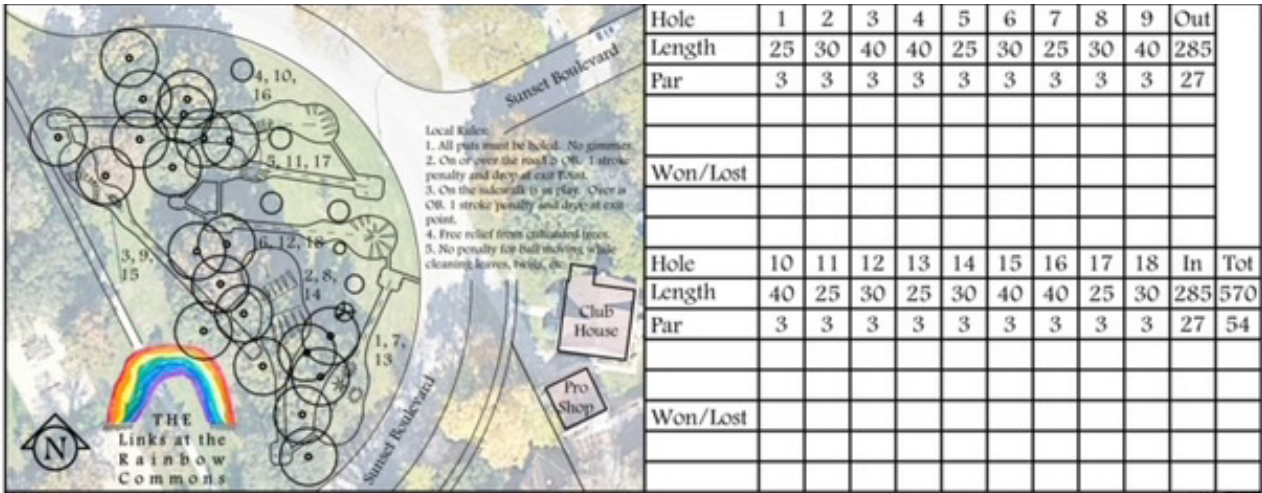 4, 10,
16
Sunset Boulevard
Local Rules:
1. All puts must be holed. No gimmes.
2. On or over the road is OB. 1 stroke
penalty and drop at exit Point.
3. On the sidewalk is in play. Over is
OB. 1 stroke penalty and drop at exit
point.
4. Free relief from cultivated trees.
5. No penalty for ball moving while
cleaning leaves, twigs, etc.
5, 11, 17
6, 12, 18
3, 9,
15
2, 8,
14
1, 7,
13
Club
House
Pro
Shop
Sunset Boulevard
N
THE
Links at the
Rainbow
Commons
Hole 1 2 3 4 5 6 7 8 9 Out
Length 25 30 40 40 25 30 25 30 40 285
Par 3 3 3 3 3 3 3 3 3 27
Won/Lost
Hole 10 11 12 13 14 15 16 17 18 In Tot
Length 40 25 30 25 30 40 40 25 30 285 570
Par 3 3 3 3 3 3 3 3 3 27 54
Won/Lost